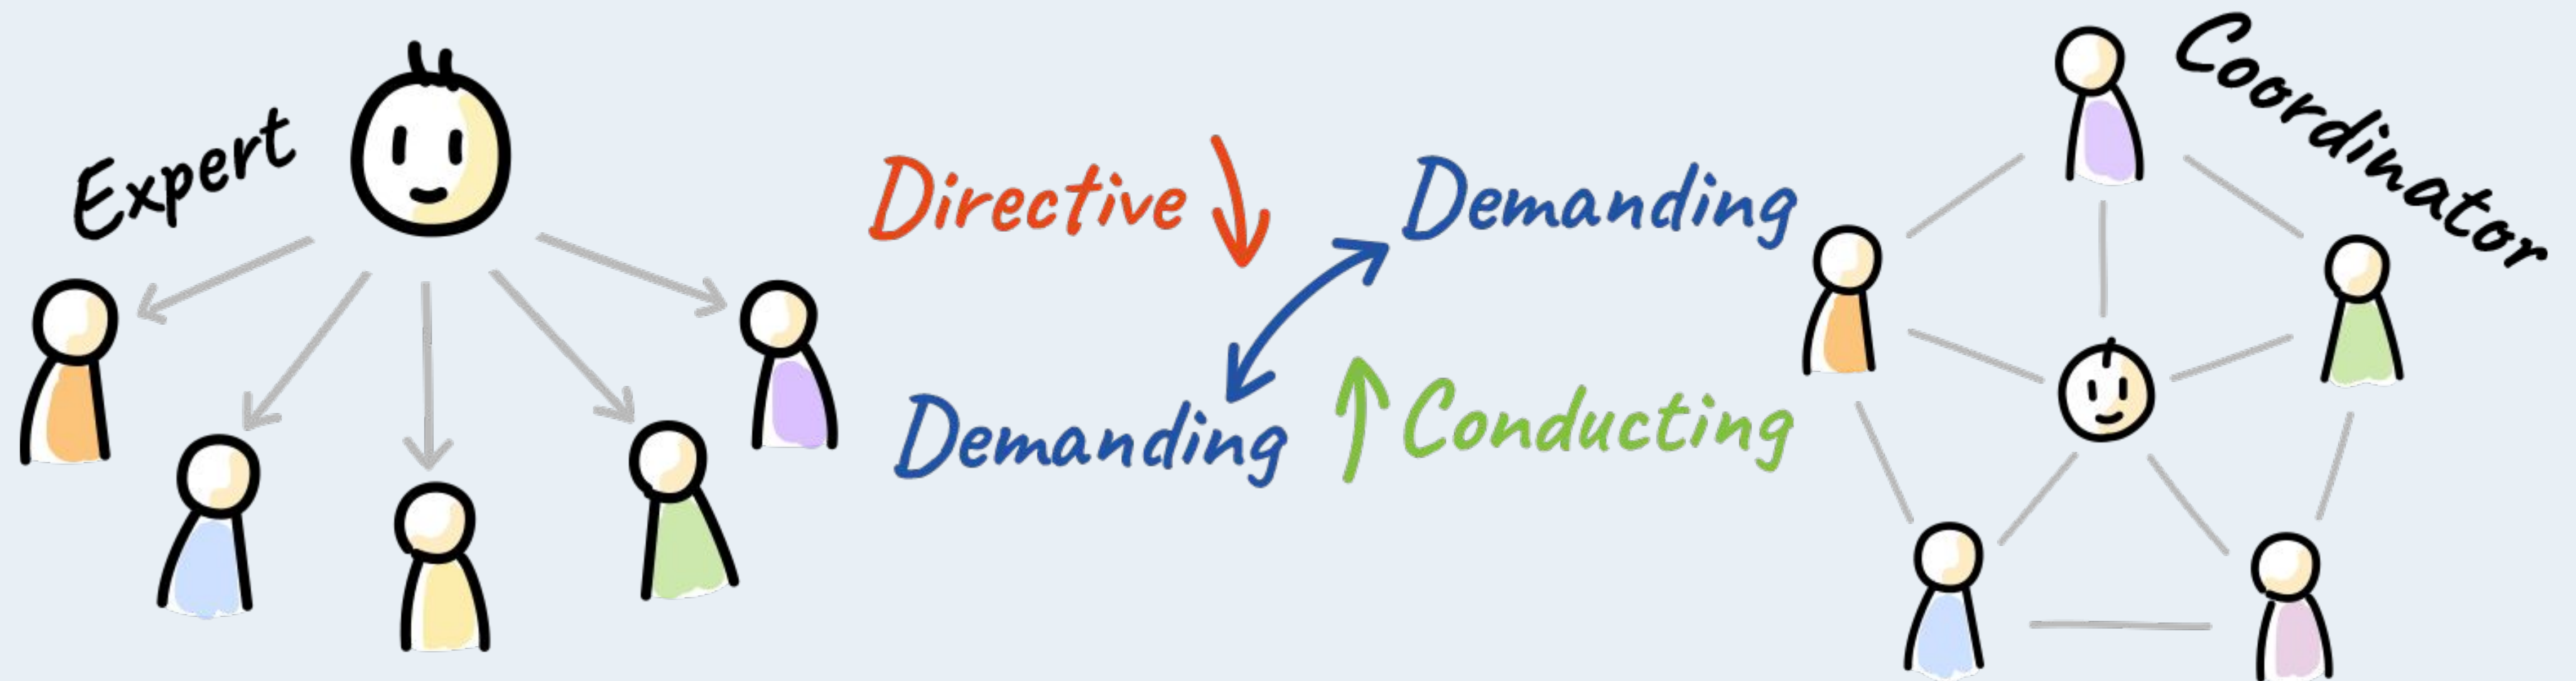 Expert
Directive Demanding
Demanding Conducting
Coordinator